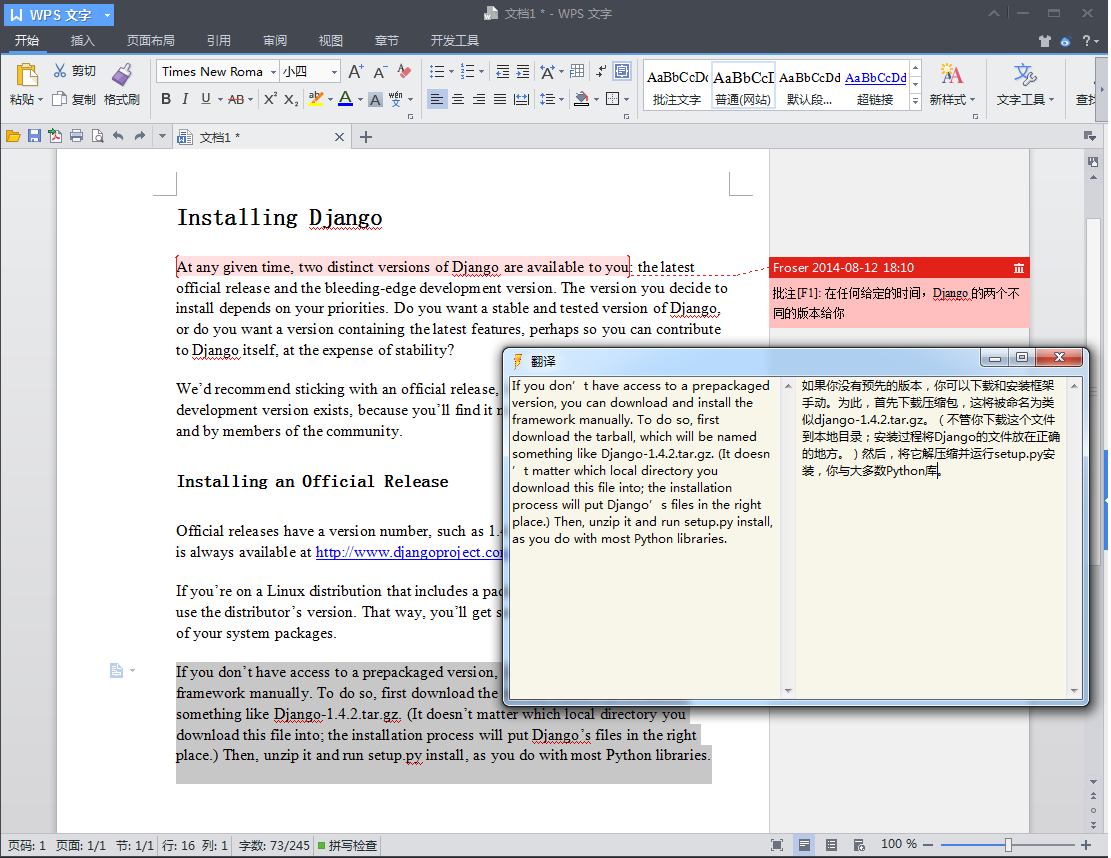 WPS 文字
文档1 * - WPS 文字
开始 插入 页面布局 引用 审阅 视图 章节 开发工具
粘贴 剪切 复制 格式刷
Times New Roma 小四
B I U AB X² X₂ A A wén
AaBbCcDc AaBbCcI AaBbCcDd AaBbCcDd
批注文字 普通(网站) 默认段... 超链接
新样式 文字工具
文档1 *
Installing Django
At any given time, two distinct versions of Django are available to you: the latest
official release and the bleeding-edge development version. The version you decide to
install depends on your priorities. Do you want a stable and tested version of Django,
or do you want a version containing the latest features, perhaps so you can contribute
to Django itself, at the expense of stability?
Froser 2014-08-12 18:10
批注[F1]: 在任何给定的时间，Django 的两个不
同的版本给你
We’d recommend sticking with an official release,
development version exists, because you’ll find it
and by members of the community.
Installing an Official Release
Official releases have a version number, such as
is always available at http://www.djangoproject.co
If you’re on a Linux distribution that includes a
use the distributor’s version. That way, you’ll get
of your system packages.
If you don’t have access to a prepackaged version,
framework manually. To do so, first download the
something like Django-1.4.2.tar.gz. (It doesn’t matter which local directory you
download this file into; the installation process will put Django’s files in the right
place.) Then, unzip it and run setup.py install, as you do with most Python libraries.
翻译
If you don’t have access to a prepackaged
version, you can download and install the
framework manually. To do so, first
download the tarball, which will be named
something like Django-1.4.2.tar.gz. (It doesn
’t matter which local directory you
download this file into; the installation
process will put Django’s files in the right
place.) Then, unzip it and run setup.py install,
as you do with most Python libraries.
如果你没有预先的版本，你可以下载和安装框架
手动。为此，首先下载压缩包，这将被命名为类
似django-1.4.2.tar.gz。（不管你下载这个文件
到本地目录；安装过程将Django的文件放在正确
的地方。）然后，将它解压缩并运行setup.py安
装，你与大多数Python库。
页码: 1 页面: 1/1 节: 1/1 行: 16 列: 1 字数: 73/245 拼写检查 100 %